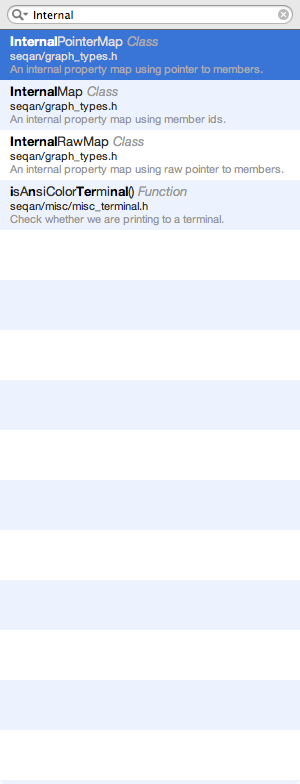 Internal
InternalPointerMap Class
seqan/graph_types.h
An internal property map using pointer to members.
InternalMap Class
seqan/graph_types.h
An internal property map using member ids.
InternalRawMap Class
seqan/graph_types.h
An internal property map using raw pointer to members.
isAnsiColorTerminal() Function
seqan/misc/misc_terminal.h
Check whether we are printing to a terminal.